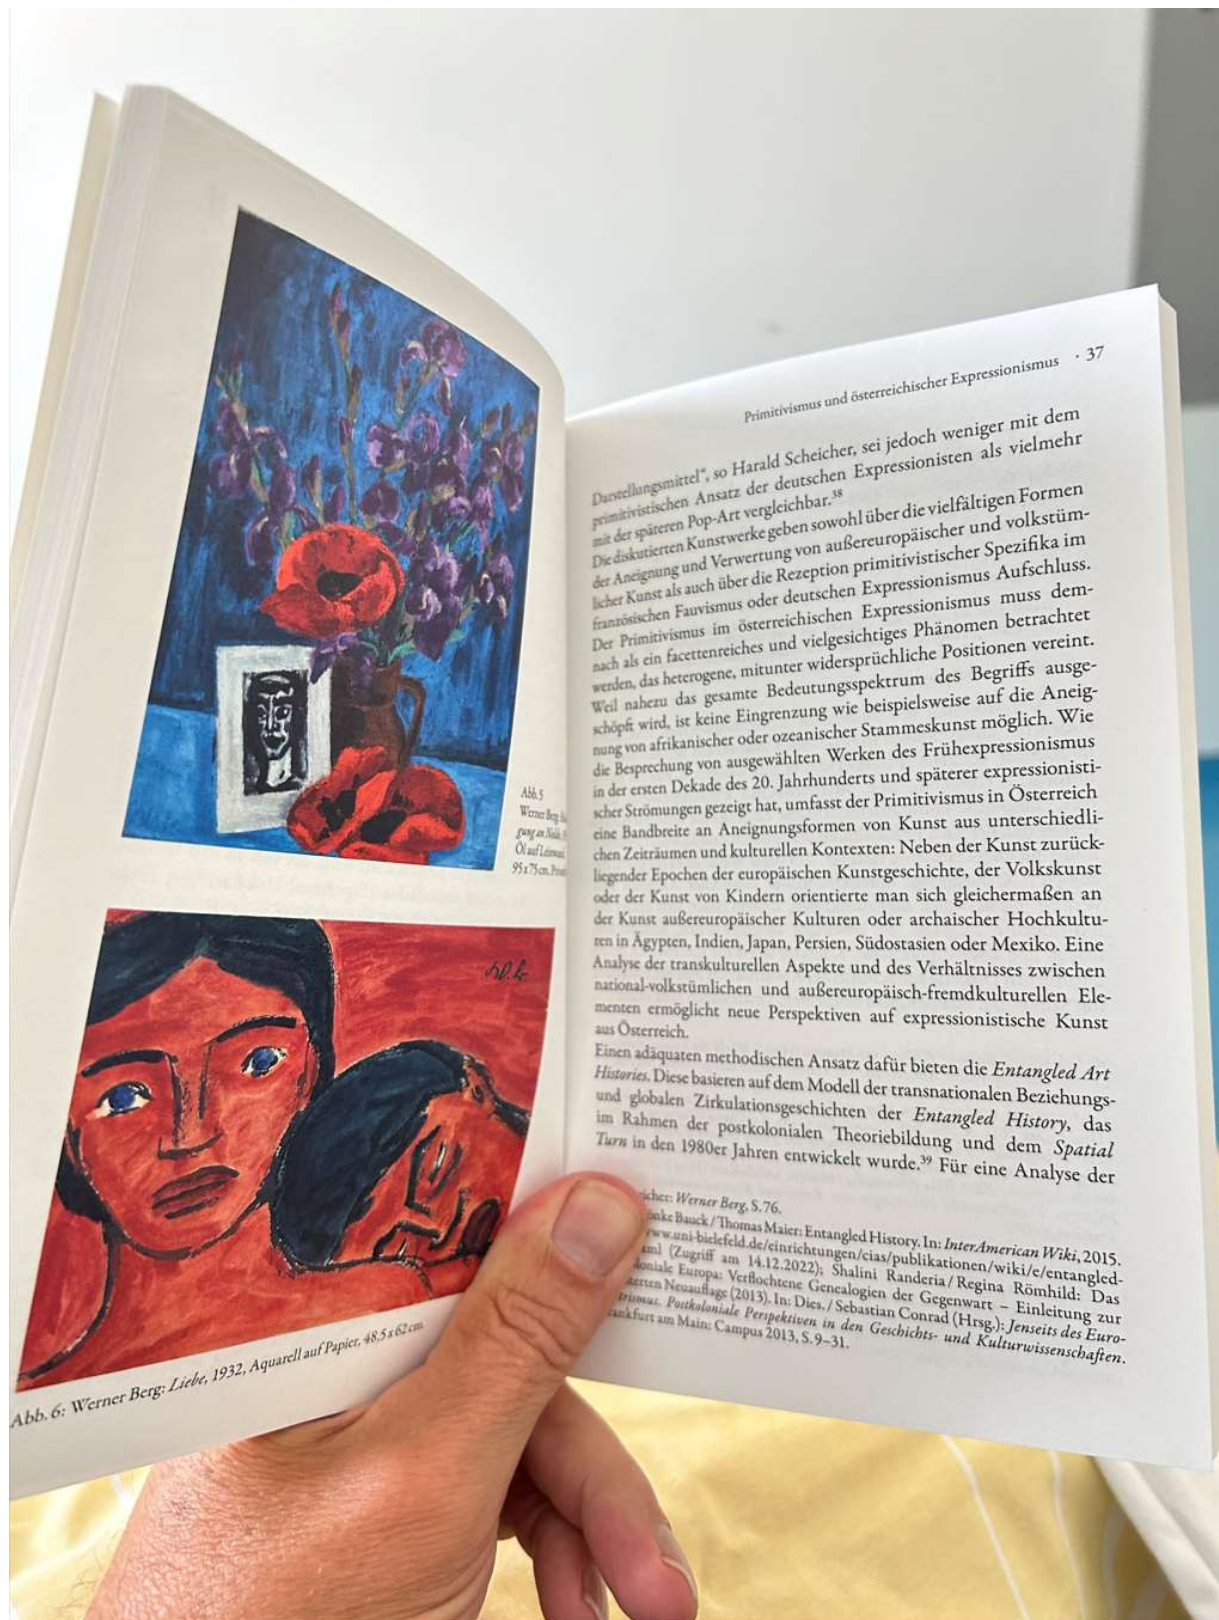 Abb. 5
Werner Berg:
gung an Nolde,
Öl auf Leinwand
95 x 75 cm,
W. B.
Abb. 6: Werner Berg: Liebe, 1932, Aquarell auf Papier, 48.5 x 62 cm.
Primitivismus und österreichischer Expressionismus · 37
Darstellungsmittel“, so Harald Scheicher, sei jedoch weniger mit dem
primitivistischen Ansatz der deutschen Expressionisten als vielmehr
mit der späteren Pop-Art vergleichbar.³⁸
Die diskutierten Kunstwerke geben sowohl über die vielfältigen Formen
der Aneignung und Verwertung von außereuropäischer und volkstüm-
licher Kunst als auch über die Rezeption primitivistischer Spezifika im
französischen Fauvismus oder deutschen Expressionismus Aufschluss.
Der Primitivismus im österreichischen Expressionismus muss dem-
nach als ein facettenreiches und vielgesichtiges Phänomen betrachtet
werden, das heterogene, mitunter widersprüchliche Positionen vereint.
Weil nahezu das gesamte Bedeutungsspektrum des Begriffs ausge-
schöpft wird, ist keine Eingrenzung wie beispielsweise auf die Aneig-
nung von afrikanischer oder ozeanischer Stammeskunst möglich. Wie
die Besprechung von ausgewählten Werken des Frühexpressionismus
in der ersten Dekade des 20. Jahrhunderts und späterer expressionisti-
scher Strömungen gezeigt hat, umfasst der Primitivismus in Österreich
eine Bandbreite an Aneignungsformen von Kunst aus unterschiedli-
chen Zeiträumen und kulturellen Kontexten: Neben der Kunst zurück-
liegender Epochen der europäischen Kunstgeschichte, der Volkskunst
oder der Kunst von Kindern orientierte man sich gleichermaßen an
der Kunst außereuropäischer Kulturen oder archaischer Hochkultu-
ren in Ägypten, Indien, Japan, Persien, Südostasien oder Mexiko. Eine
Analyse der transkulturellen Aspekte und des Verhältnisses zwischen
national-volkstümlichen und außereuropäisch-fremdkulturellen Ele-
menten ermöglicht neue Perspektiven auf expressionistische Kunst
aus Österreich.
Einen adäquaten methodischen Ansatz dafür bieten die Entangled Art
Histories. Diese basieren auf dem Modell der transnationalen Beziehungs-
und globalen Zirkulationsgeschichten der Entangled History, das
im Rahmen der postkolonialen Theoriebildung und dem Spatial
Turn in den 1980er Jahren entwickelt wurde.³⁹ Für eine Analyse der
icher: Werner Berg, S. 76.
önke Bauck / Thomas Maier: Entangled History. In: InterAmerican Wiki, 2015.
www.uni-bielefeld.de/einrichtungen/cias/publikationen/wiki/e/entangled-
aml (Zugriff am 14.12.2022); Shalini Randeria / Regina Römhild: Das
loniale Europa: Verflochtene Genealogien der Gegenwart – Einleitung zur
iterten Neuauflage (2013). In: Dies. / Sebastian Conrad (Hrsg.): Jenseits des Euro-
trismus. Postkoloniale Perspektiven in den Geschichts- und Kulturwissenschaften.
ankfurt am Main: Campus 2013, S. 9–31.